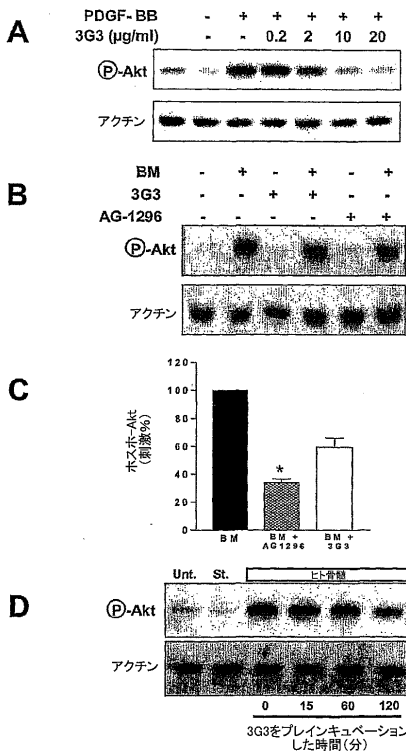 A
PDGF-BB - + + + + +
3G3 (µg/ml) - - 0.2 2 10 20
Ⓟ-Akt
アクチン
B
BM - + - + - +
3G3 - - + + - -
AG-1296 - - - - + +
Ⓟ-Akt
アクチン
C
ホスホ-Akt
(刺激%)
120
100
80
60
40
20
0
*
BM
BM +
AG1296
BM +
3G3
D
Unt. St. ヒト骨髄
Ⓟ-Akt
アクチン
0 15 60 120
3G3をプレインキュベーション
した時間(分)